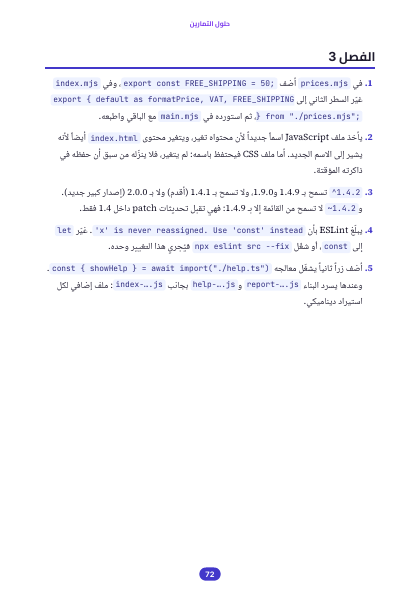 حلول التمارين
الفصل 3
1. في prices.mjs أضف export const FREE_SHIPPING = 50; ، وفي index.mjs
غيّر السطر الثاني إلى export { default as formatPrice, VAT, FREE_SHIPPING
} from "./prices.mjs"; ، ثم استورده في main.mjs مع الباقي واطبعه.
2. يأخذ ملف JavaScript اسماً جديداً لأن محتواه تغير، ويتغير محتوى index.html أيضاً لأنه
يشير إلى الاسم الجديد. أما ملف CSS فيحتفظ باسمه؛ لم يتغير، فلا ينزّله من سبق أن حفظه في
ذاكرته المؤقتة.
3. ^1.4.2 تسمح بـ 1.4.9 و1.9.0، ولا تسمح بـ 1.4.1 (أقدم) ولا بـ 2.0.0 (إصدار كبير جديد).
و ~1.4.2 لا تسمح من القائمة إلا بـ 1.4.9؛ فهي تقبل تحديثات patch داخل 1.4 فقط.
4. يبلّغ ESLint بأن 'x' is never reassigned. Use 'const' instead . غيّر let
إلى const ، أو شغّل npx eslint src --fix فيُجري هذا التغيير وحده.
5. أضف زراً ثانياً يشغّل معالجه const { showHelp } = await import("./help.ts") .
وعندها يسرد البناء report-….js و help-….js بجانب index-….js : ملف إضافي لكل
استيراد ديناميكي.
72